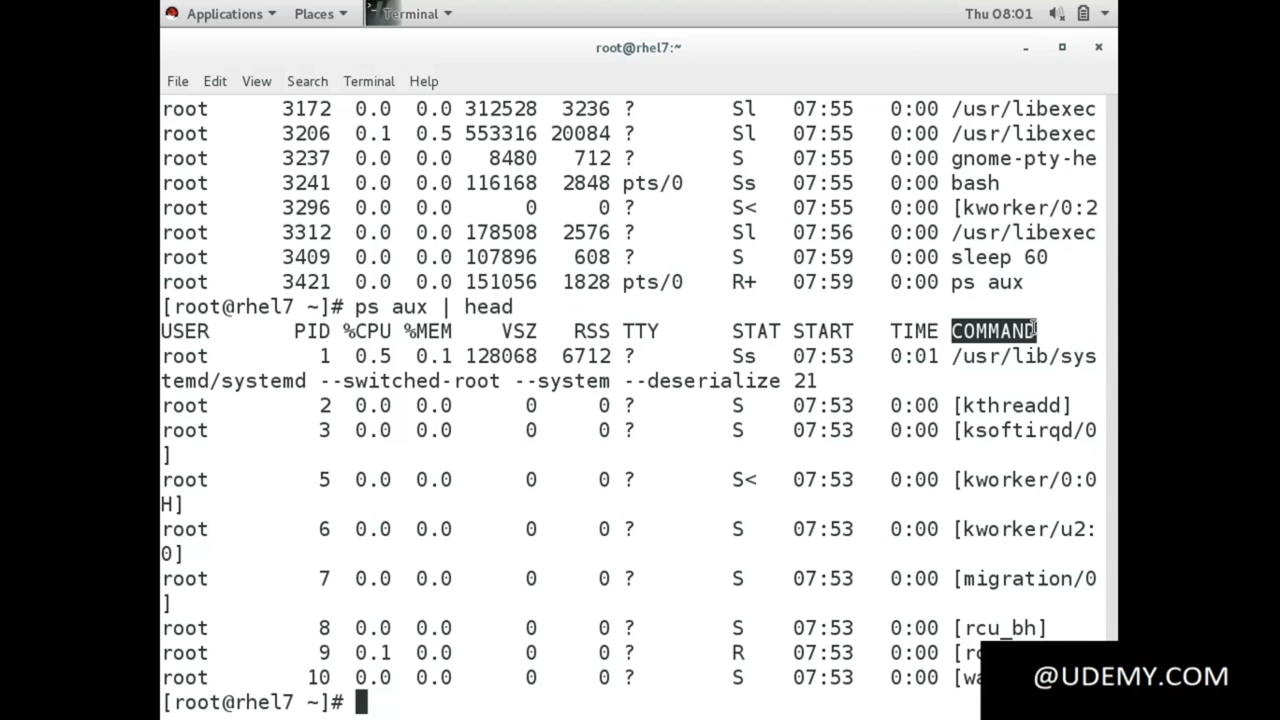 Applications Places Terminal Thu 08:01
root@rhel7:~
File Edit View Search Terminal Help
root 3172 0.0 0.0 312528 3236 ? Sl 07:55 0:00 /usr/libexec
root 3206 0.1 0.5 553316 20084 ? Sl 07:55 0:00 /usr/libexec
root 3237 0.0 0.0 8480 712 ? S 07:55 0:00 gnome-pty-he
root 3241 0.0 0.0 116168 2848 pts/0 Ss 07:55 0:00 bash
root 3296 0.0 0.0 0 0 ? S< 07:55 0:00 [kworker/0:2
root 3312 0.0 0.0 178508 2576 ? Sl 07:56 0:00 /usr/libexec
root 3409 0.0 0.0 107896 608 ? S 07:59 0:00 sleep 60
root 3421 0.0 0.0 151056 1828 pts/0 R+ 07:59 0:00 ps aux
[root@rhel7 ~]# ps aux | head
USER PID %CPU %MEM VSZ RSS TTY STAT START TIME COMMAND
root 1 0.5 0.1 128068 6712 ? Ss 07:53 0:01 /usr/lib/sys
temd/systemd --switched-root --system --deserialize 21
root 2 0.0 0.0 0 0 ? S 07:53 0:00 [kthreadd]
root 3 0.0 0.0 0 0 ? S 07:53 0:00 [ksoftirqd/0
]
root 5 0.0 0.0 0 0 ? S< 07:53 0:00 [kworker/0:0
H]
root 6 0.0 0.0 0 0 ? S 07:53 0:00 [kworker/u2:
0]
root 7 0.0 0.0 0 0 ? S 07:53 0:00 [migration/0
]
root 8 0.0 0.0 0 0 ? S 07:53 0:00 [rcu_bh]
root 9 0.1 0.0 0 0 ? R 07:53 0:00
root 10 0.0 0.0 0 0 ? S 07:53 0:00
[root@rhel7 ~]#
@UDEMY.COM